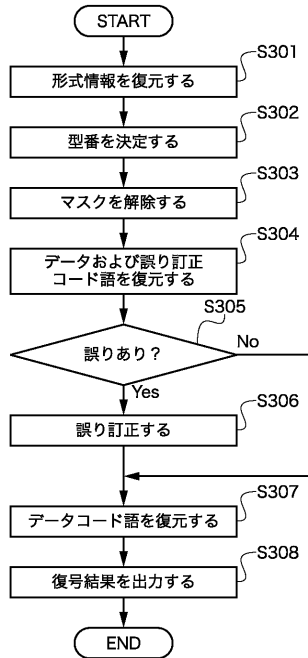 START
S301
形式情報を復元する
S302
型番を決定する
S303
マスクを解除する
S304
データおよび誤り訂正
コード語を復元する
S305
誤りあり？
No
Yes
S306
誤り訂正する
S307
データコード語を復元する
S308
復号結果を出力する
END